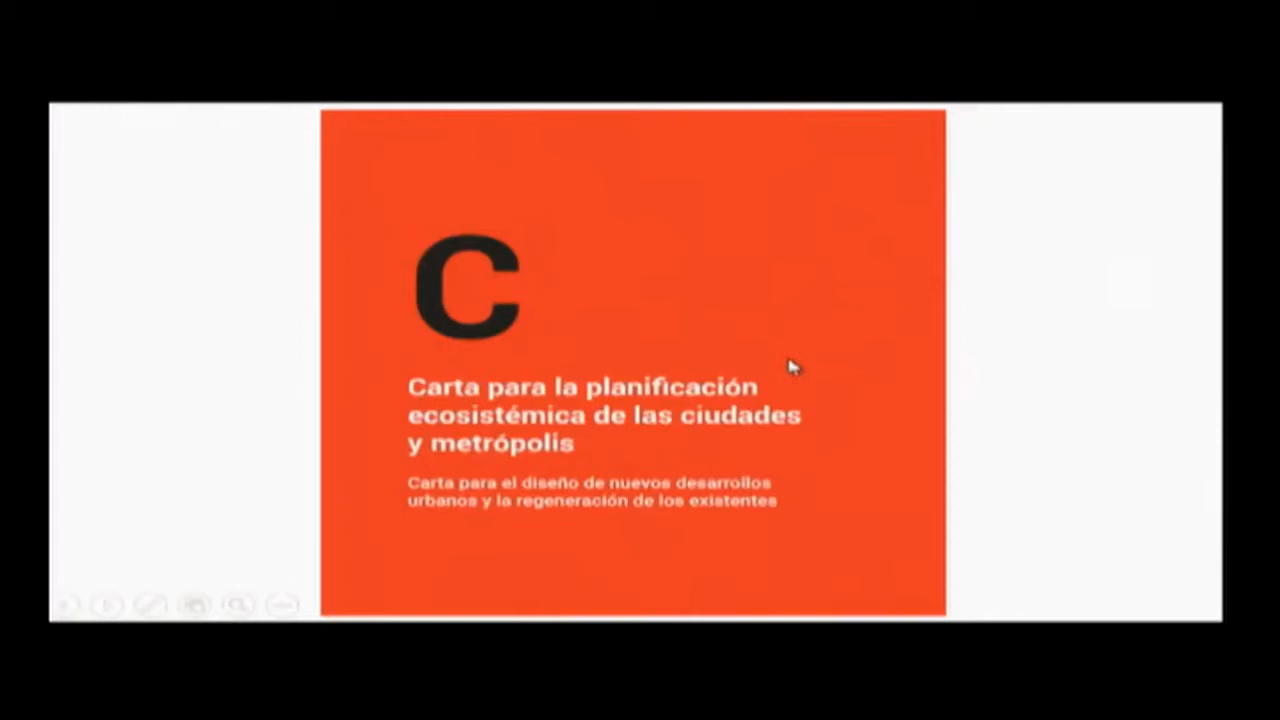 C
Carta para la planificación
ecosistémica de las ciudades
y metrópolis
Carta para el diseño de nuevos desarrollos
urbanos y la regeneración de los existentes